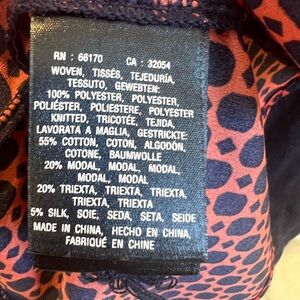 RN : 66170 CA : 32054
WOVEN, TISSÉS, TEJEDURÍA,
TESSUTO, GEWEBTEN:
100% POLYESTER, POLYESTER,
POLIÉSTER, POLIESTERE, POLYESTER
KNITTED, TRICOTÉE, TEJIDA,
LAVORATA A MAGLIA, GESTRICKTE:
55% COTTON, COTON, ALGODÓN,
COTONE, BAUMWOLLE
20% MODAL, MODAL, MODAL,
MODAL, MODAL
20% TRIEXTA, TRIEXTA, TRIEXTA,
TRIEXTA, TRIEXTA
5% SILK, SOIE, SEDA, SETA, SEIDE
MADE IN CHINA, HECHO EN CHINA,
FABRIQUÉ EN CHINE